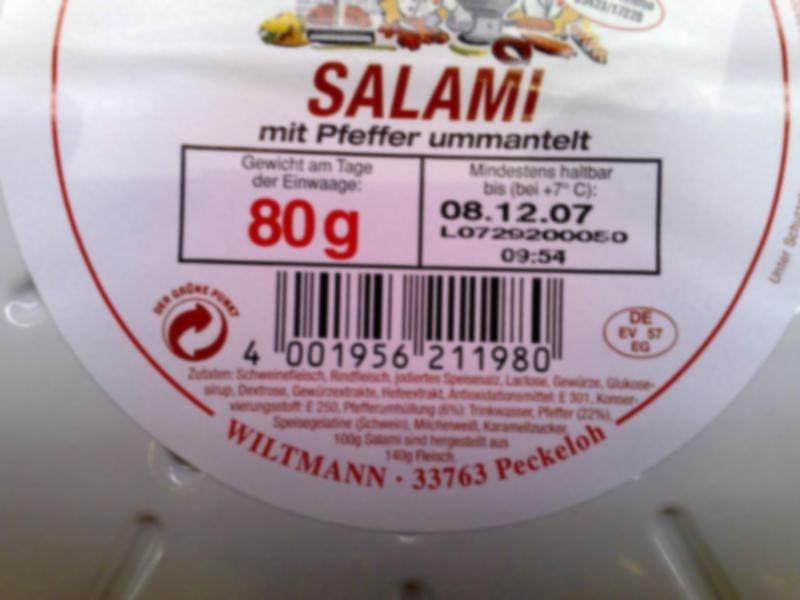 SALAMI
mit Pfeffer ummantelt
Gewicht am Tage
der Einwaage:
80 g
Mindestens haltbar
bis (bei +7° C):
08.12.07
L0729200050
09:54
DER GRÜNE PUNKT
4 001956 211980
DE
EV 57
EG
Zutaten: Schweinefleisch, Rindfleisch, jodiertes Speisesalz, Lactose, Gewürze, Glukose-
sirup, Dextrose, Gewürzextrakte, Hefeextrakt, Antioxidationsmittel: E 301, Konser-
vierungsstoff: E 250, Pfefferumhüllung (6%): Trinkwasser, Pfeffer (22%),
Speisegelatine (Schwein), Milcheiweiß, Karamellzucker.
100g Salami sind hergestellt aus
140g Fleisch.
WILTMANN · 33763 Peckeloh
Unter